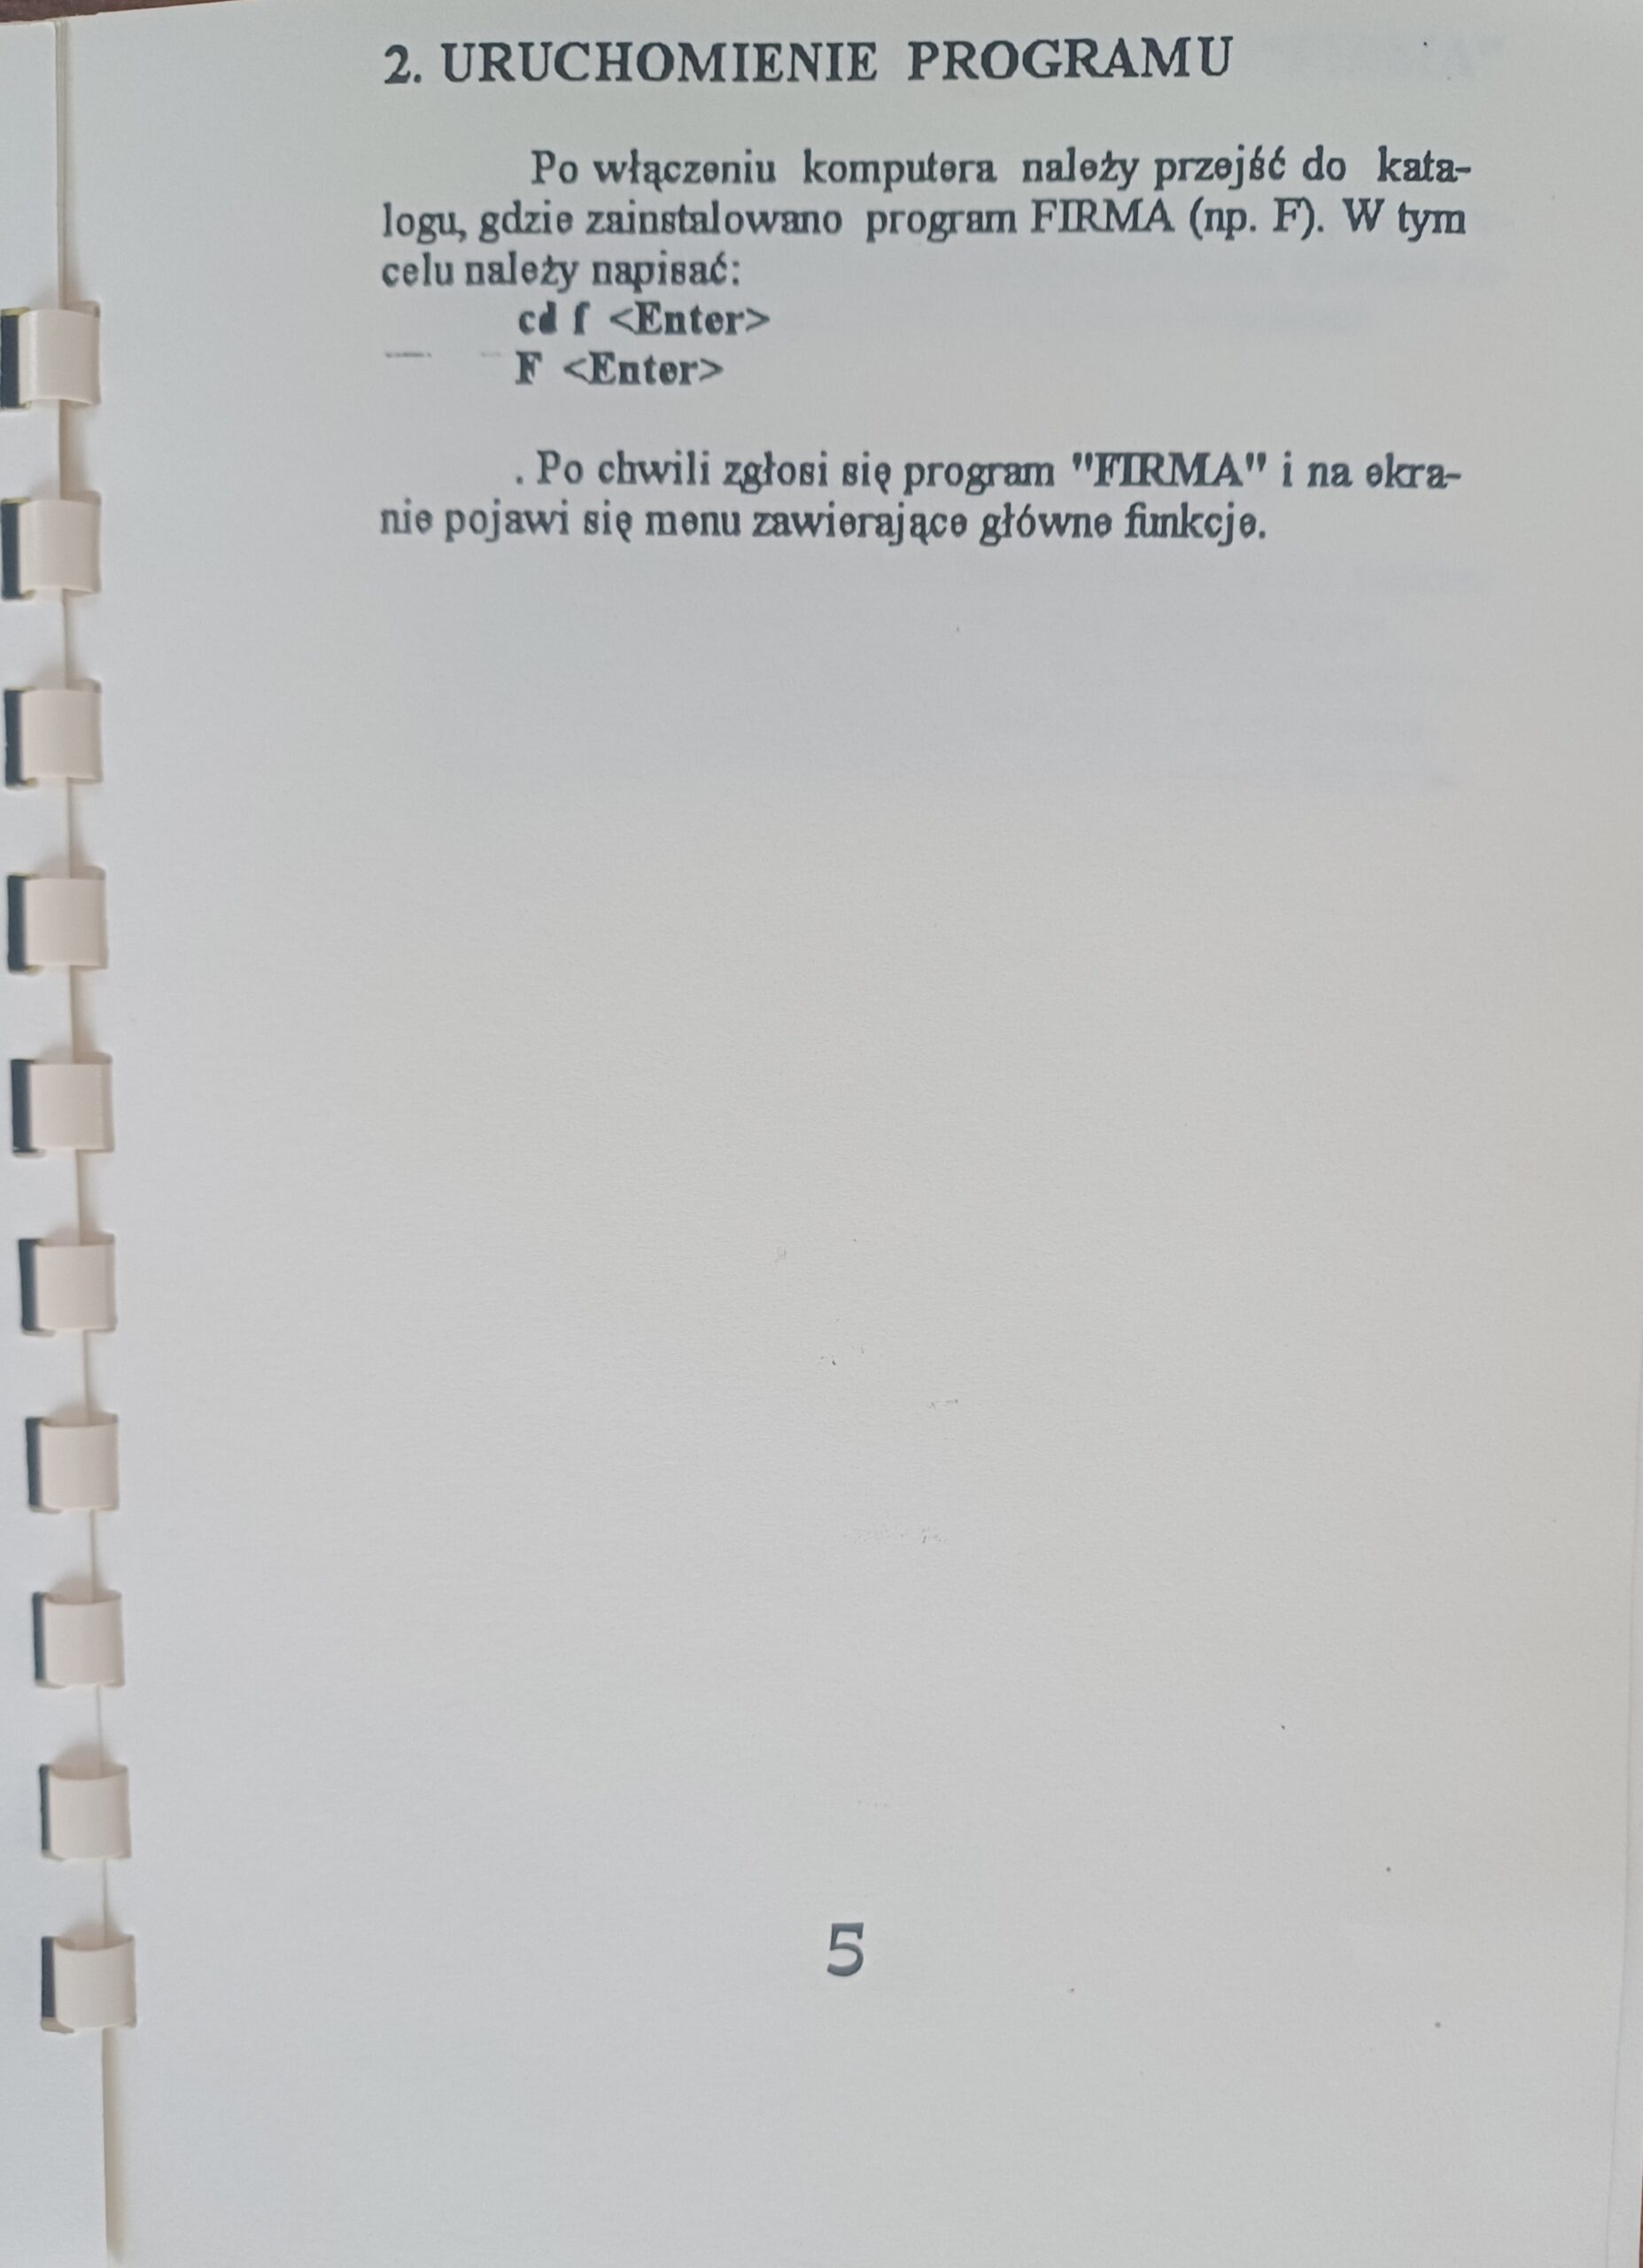 2. URUCHOMIENIE PROGRAMU
Po włączeniu komputera należy przejść do kata-
logu, gdzie zainstalowano program FIRMA (np. F). W tym
celu należy napisać:
cd f <Enter>
F <Enter>
. Po chwili zgłosi się program "FIRMA" i na ekra-
nie pojawi się menu zawierające główne funkcje.
5